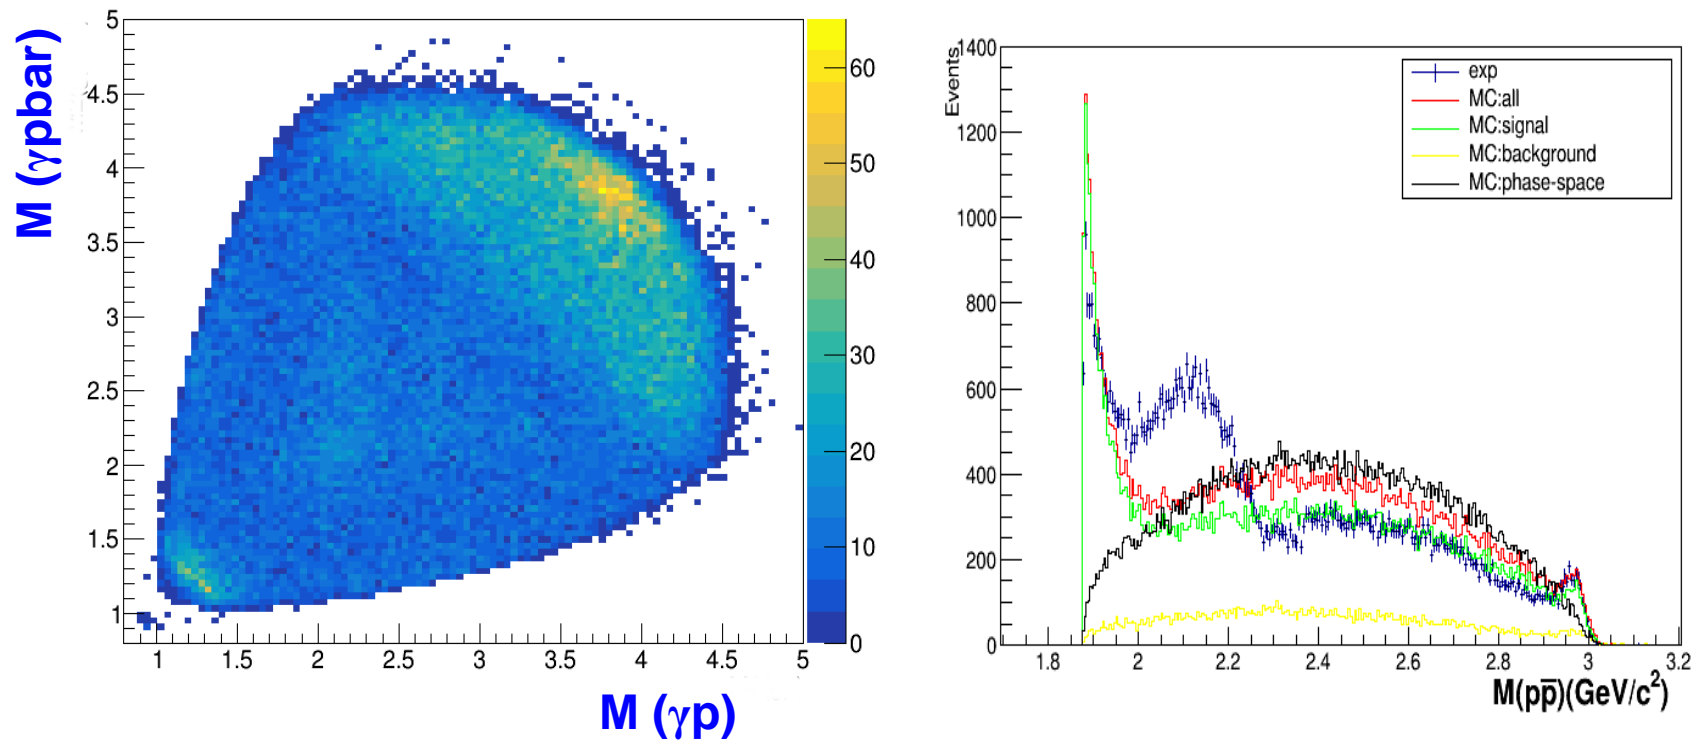 M (γpbar)
5
4.5
4
3.5
3
2.5
2
1.5
1
1 1.5 2 2.5 3 3.5 4 4.5 5
M (γp)
60
50
40
30
20
10
0
Events
1400
1200
1000
800
600
400
200
0
exp
MC:all
MC:signal
MC:background
MC:phase-space
1.8 2 2.2 2.4 2.6 2.8 3 3.2
M(pp̅)(GeV/c²)